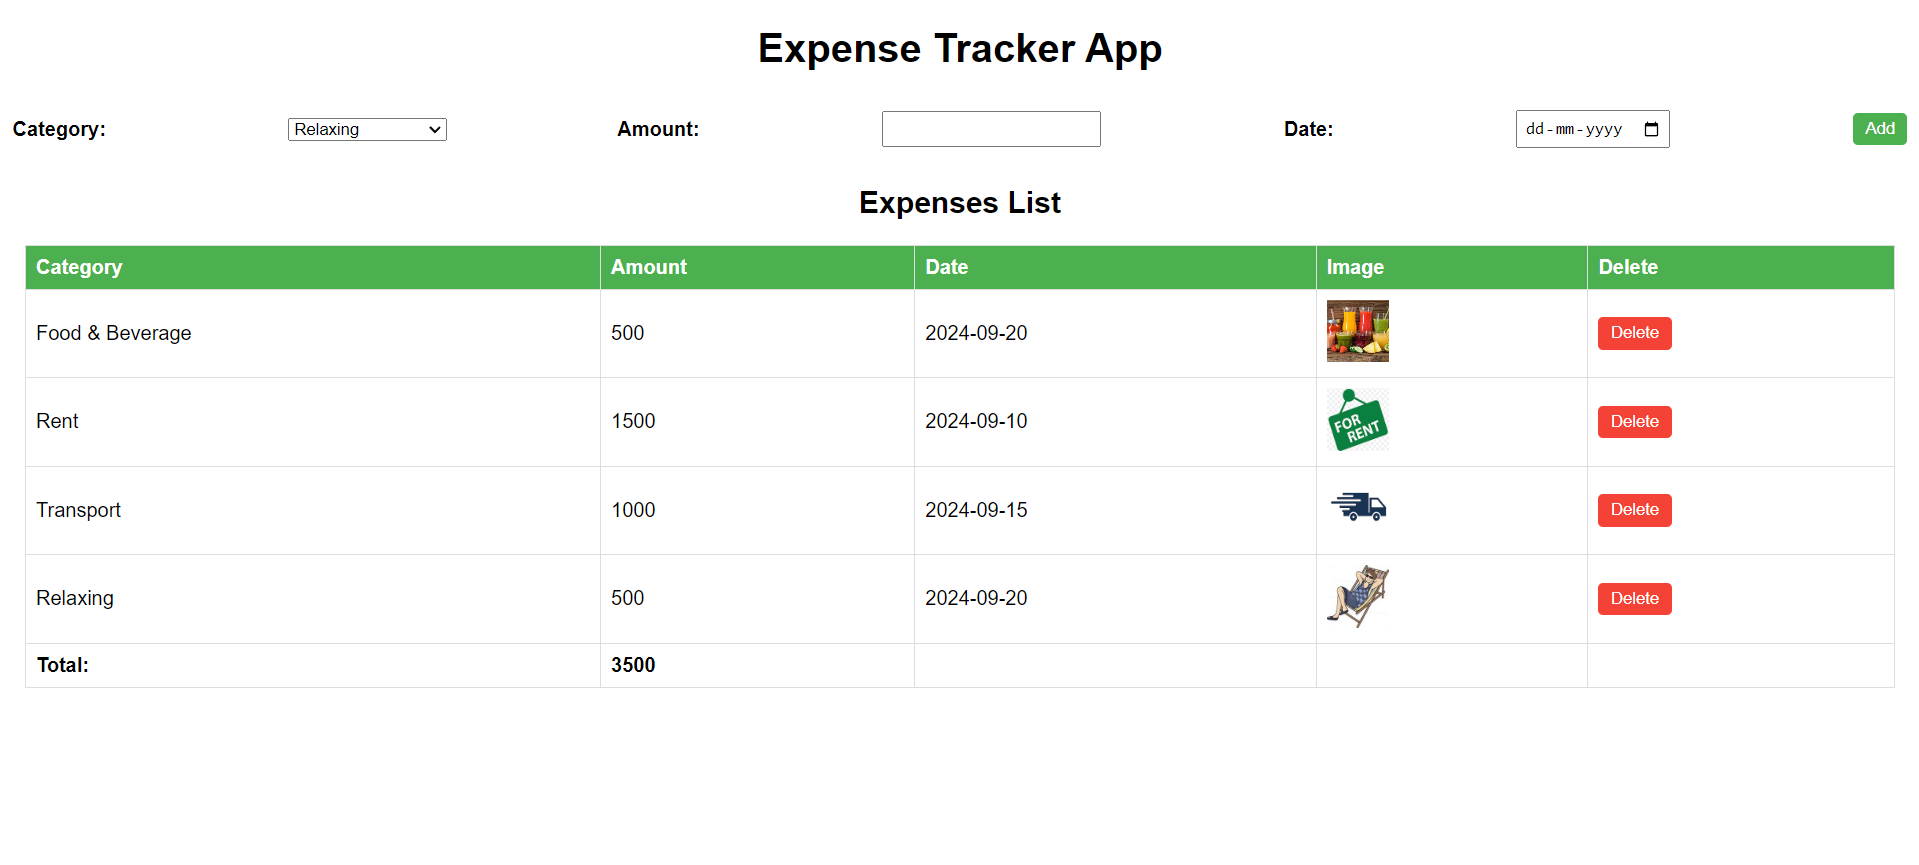 Expense Tracker App
Category: Relaxing Amount: Date: dd-mm-yyyy Add
Expenses List
Category Amount Date Image Delete
Food & Beverage 500 2024-09-20 Delete
Rent 1500 2024-09-10 FOR RENT Delete
Transport 1000 2024-09-15 Delete
Relaxing 500 2024-09-20 Delete
Total: 3500